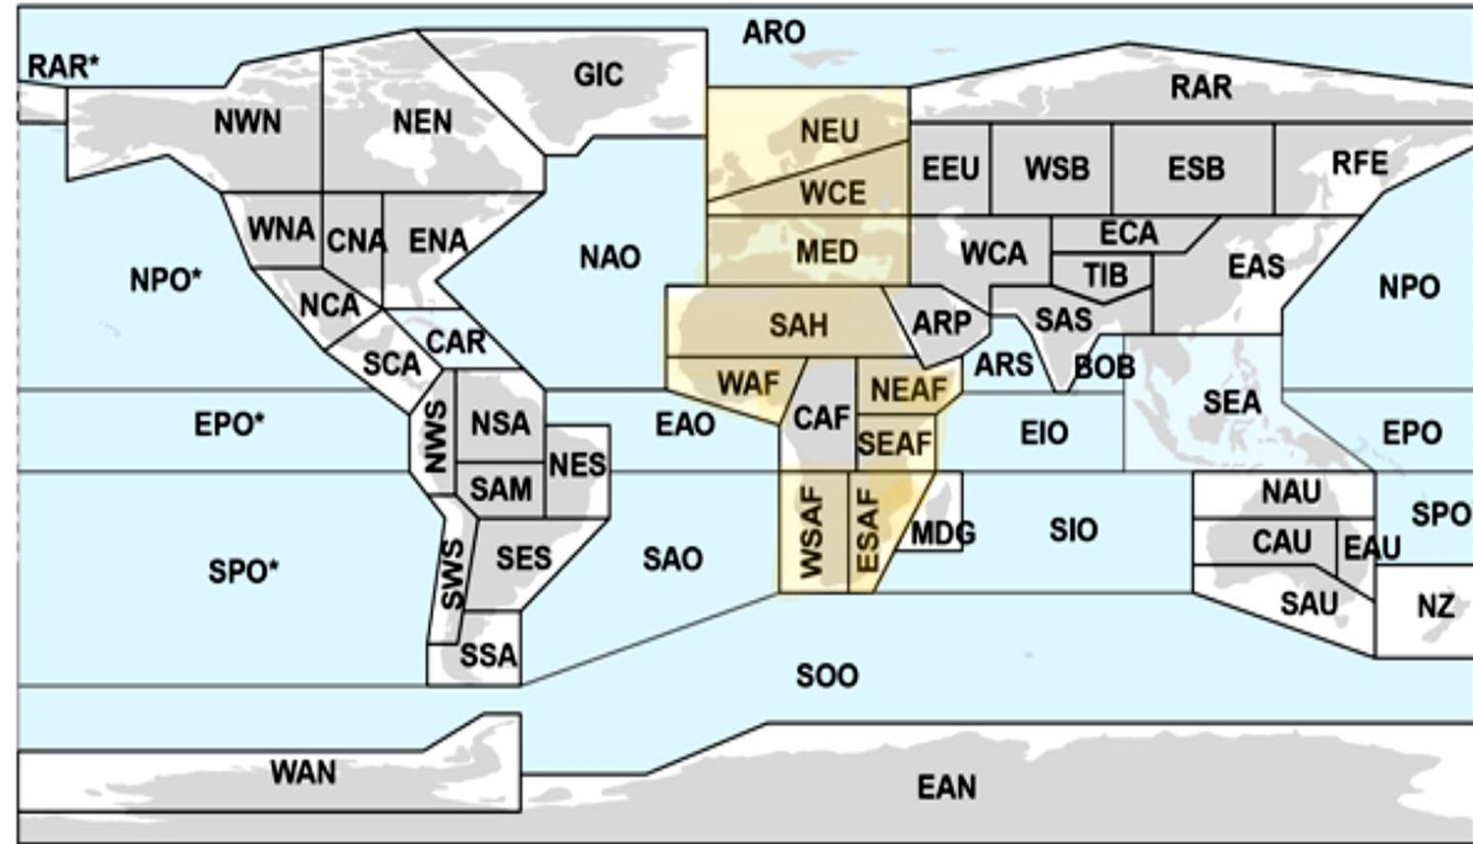 ARO
RAR*
GIC
RAR
NWN
NEN
NEU
EEU
WSB
ESB
RFE
WCE
WNA
CNA
ENA
NAO
MED
WCA
ECA
TIB
EAS
NPO*
NPO
NCA
CAR
SAH
ARP
SAS
SCA
ARS
BOB
WAF
NEAF
SEA
EPO*
NWS
NSA
EAO
CAF
SEAF
EIO
EPO
NES
SAM
NAU
SPO
SPO*
SWS
SES
SAO
WSAF
ESAF
MDG
SIO
CAU
EAU
SAU
NZ
SSA
SOO
WAN
EAN